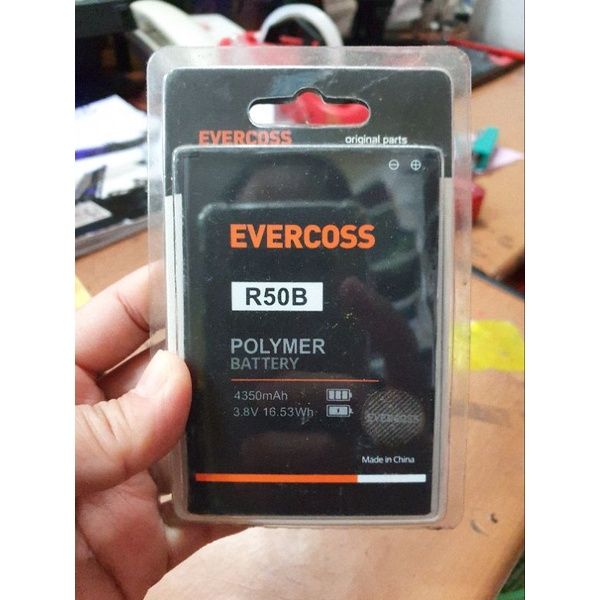 EVERCOSS
original parts
EVERCOSS
R50B
POLYMER
BATTERY
4350mAh
3.8V 16.53Wh
EVERCOSS
Made in China